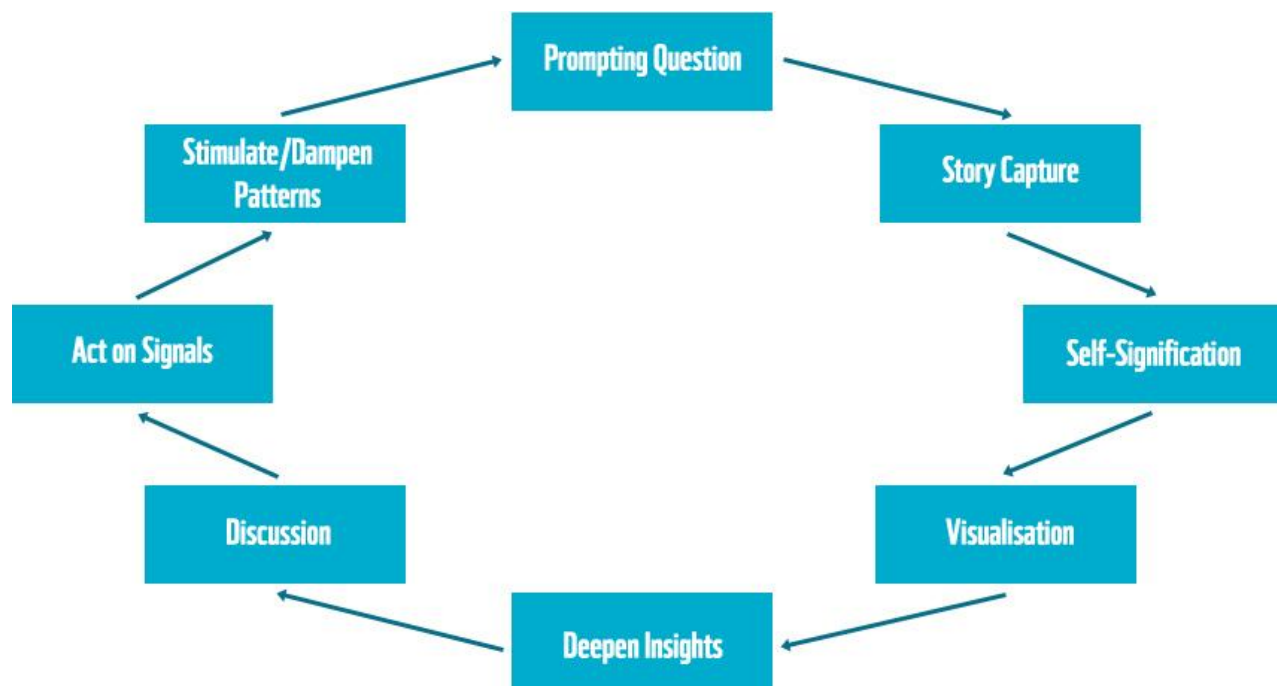 Prompting Question
Story Capture
Self-Signification
Visualisation
Deepen Insights
Discussion
Act on Signals
Stimulate/Dampen
Patterns